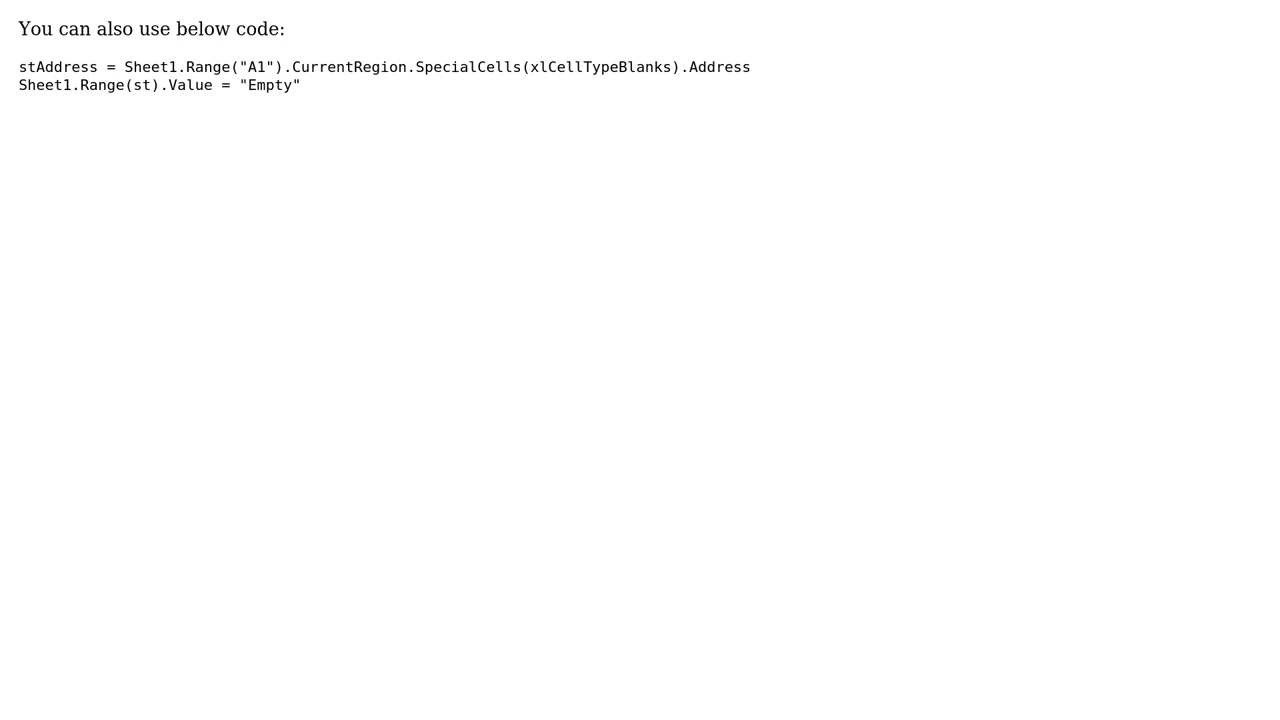 You can also use below code:
stAddress = Sheet1.Range("A1").CurrentRegion.SpecialCells(xlCellTypeBlanks).Address
Sheet1.Range(st).Value = "Empty"